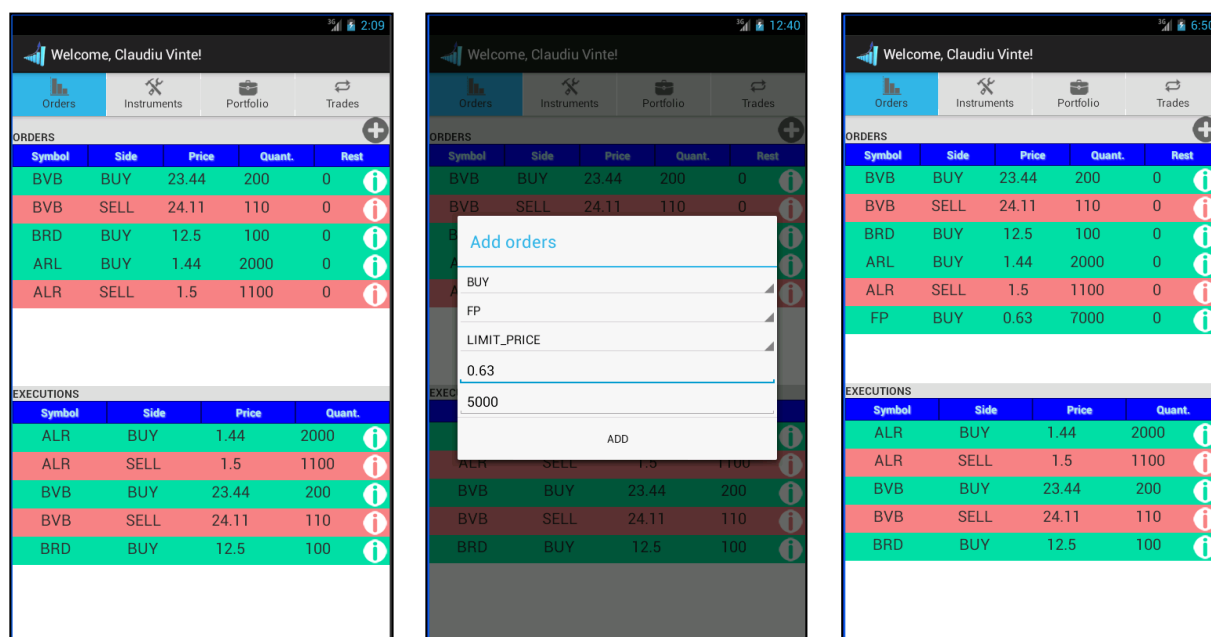 3G 2:09
Welcome, Claudiu Vinte!
Orders Instruments Portfolio Trades
ORDERS
Symbol Side Price Quant. Rest
BVB BUY 23.44 200 0
BVB SELL 24.11 110 0
BRD BUY 12.5 100 0
ARL BUY 1.44 2000 0
ALR SELL 1.5 1100 0
EXECUTIONS
Symbol Side Price Quant.
ALR BUY 1.44 2000
ALR SELL 1.5 1100
BVB BUY 23.44 200
BVB SELL 24.11 110
BRD BUY 12.5 100
3G 12:40
Welcome, Claudiu Vinte!
Orders Instruments Portfolio Trades
ORDERS
Symbol Side Price Quant. Rest
BVB BUY 23.44 200 0
BVB SELL 24.11 110 0
Add orders
BUY
FP
LIMIT_PRICE
0.63
5000
ADD
ALR SELL 1.5 1100
BVB BUY 23.44 200
BVB SELL 24.11 110
BRD BUY 12.5 100
3G 6:50
Welcome, Claudiu Vinte!
Orders Instruments Portfolio Trades
ORDERS
Symbol Side Price Quant. Rest
BVB BUY 23.44 200 0
BVB SELL 24.11 110 0
BRD BUY 12.5 100 0
ARL BUY 1.44 2000 0
ALR SELL 1.5 1100 0
FP BUY 0.63 7000 0
EXECUTIONS
Symbol Side Price Quant.
ALR BUY 1.44 2000
ALR SELL 1.5 1100
BVB BUY 23.44 200
BVB SELL 24.11 110
BRD BUY 12.5 100